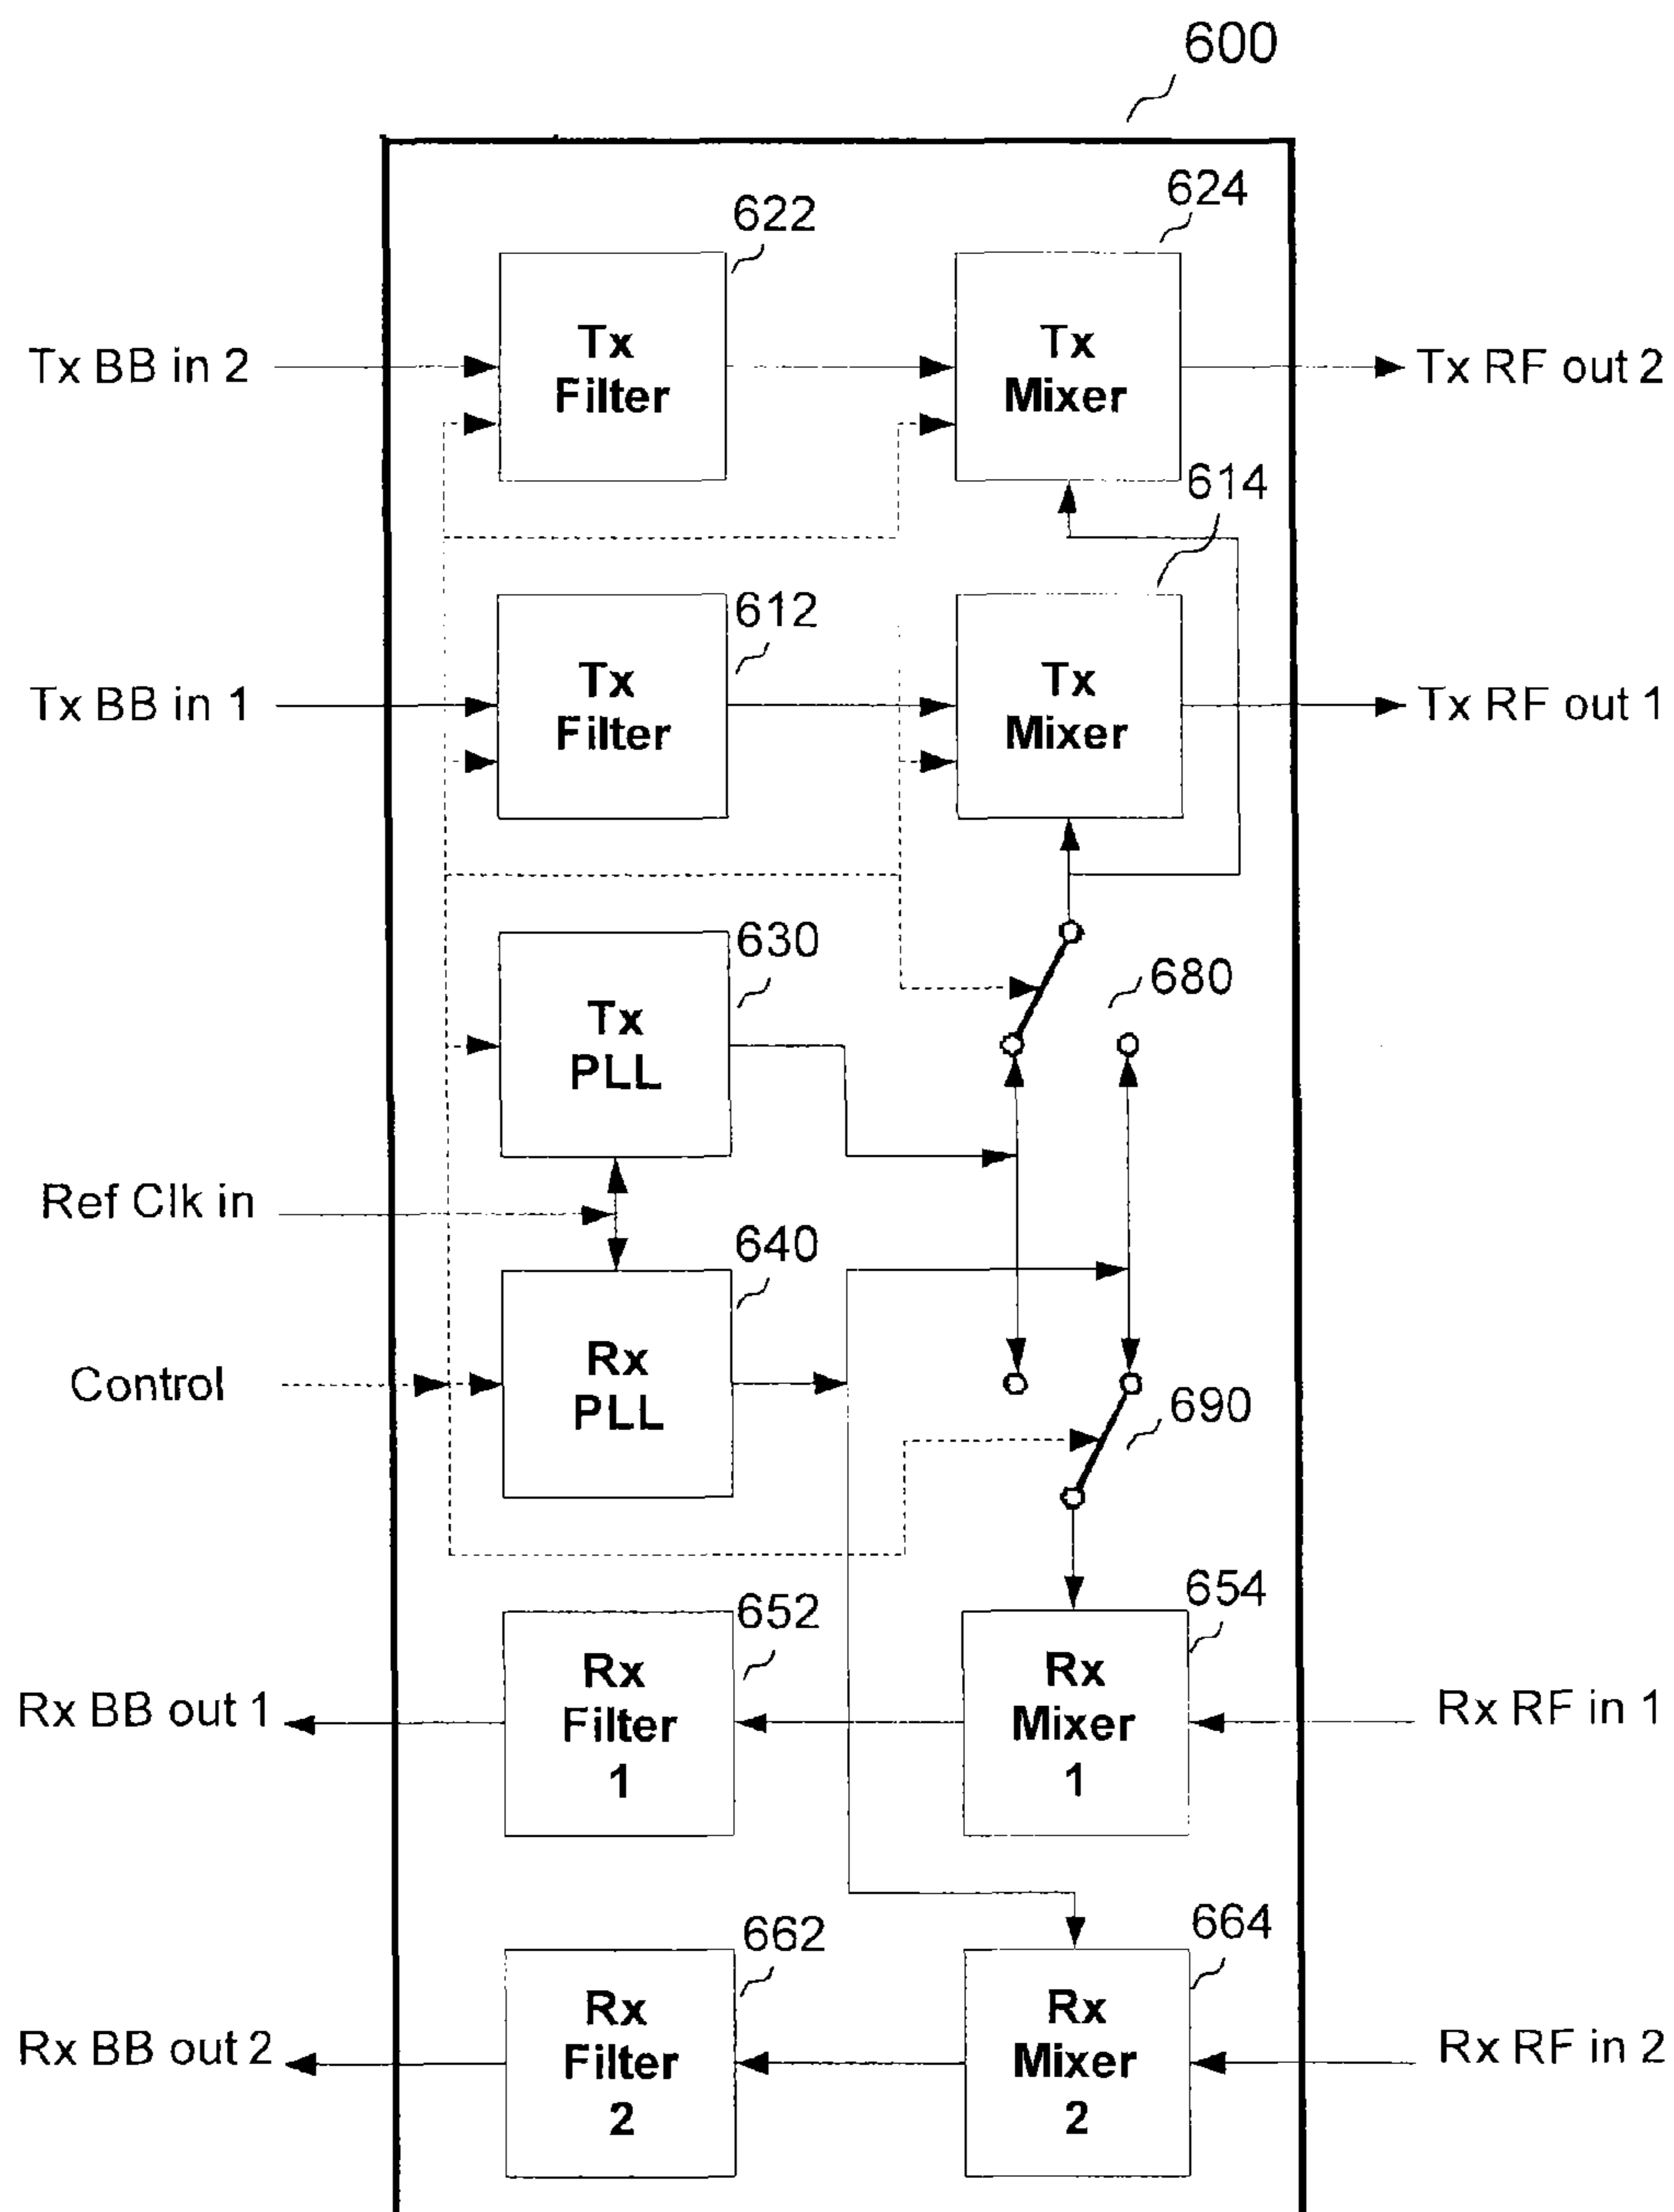 600
622
624
Tx BB in 2
Tx
Filter
Tx
Mixer
Tx RF out 2
614
612
Tx BB in 1
Tx
Filter
Tx
Mixer
Tx RF out 1
630
680
Tx
PLL
Ref Clk in
640
Control
Rx
PLL
690
652
654
Rx BB out 1
Rx
Filter
1
Rx
Mixer
1
Rx RF in 1
662
664
Rx BB out 2
Rx
Filter
2
Rx
Mixer
2
Rx RF in 2